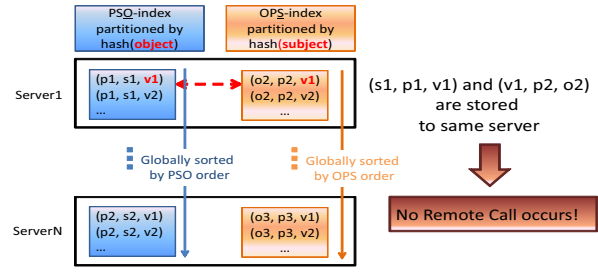 PSO-index
partitioned by
hash(object)
OPS-index
partitioned by
hash(subject)
Server1
(p1, s1, v1)
(p1, s1, v2)
...
(o2, p2, v1)
(o2, p2, v2)
...
Globally sorted
by PSO order
Globally sorted
by OPS order
ServerN
(p2, s2, v1)
(p2, s2, v2)
...
(o3, p3, v1)
(o3, p3, v2)
...
(s1, p1, v1) and (v1, p2, o2)
are stored
to same server
No Remote Call occurs!